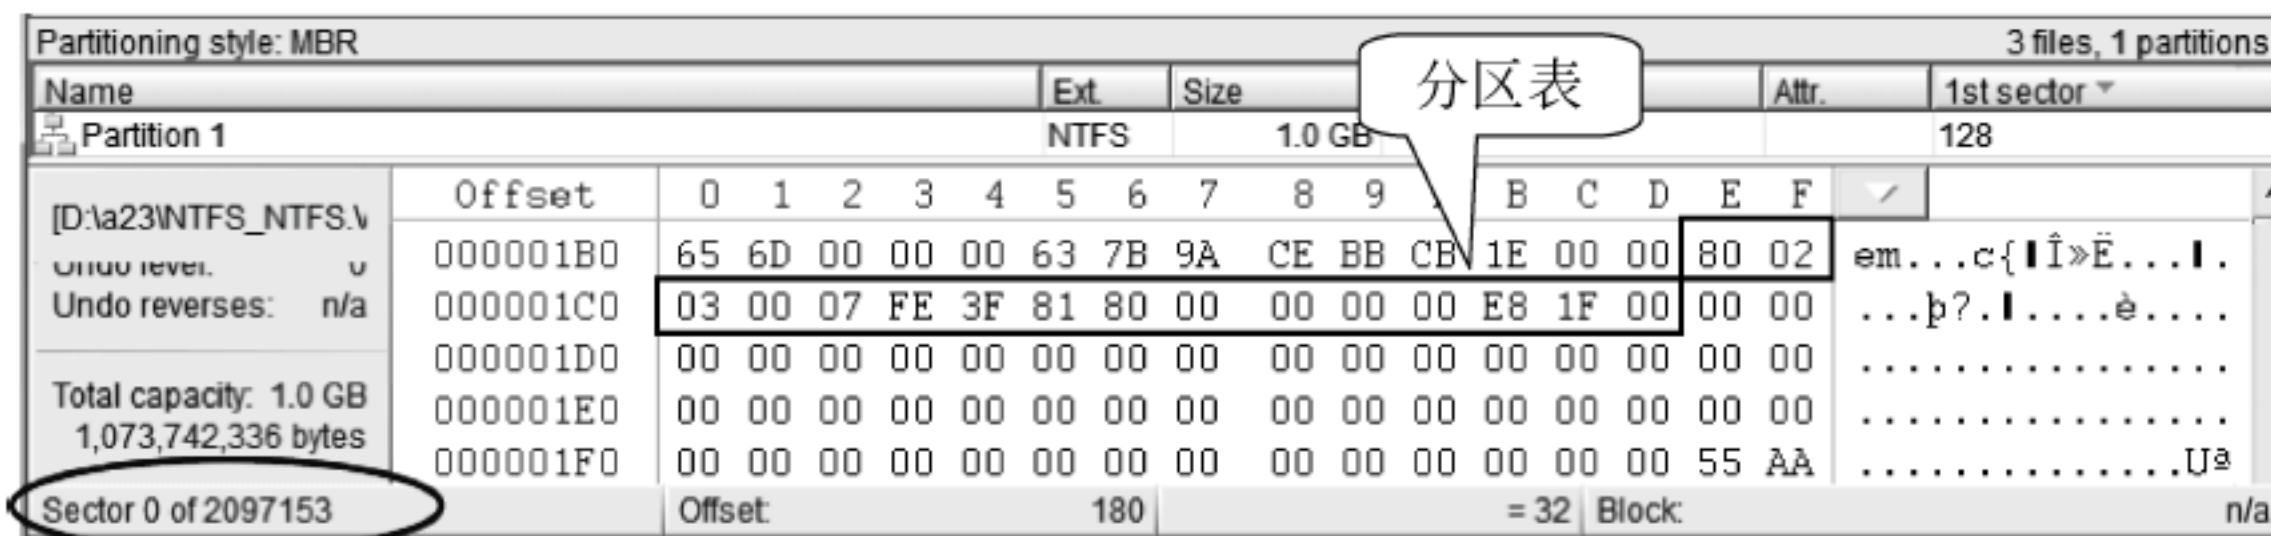 Partitioning style: MBR 3 files, 1 partitions
Name Ext. Size Attr. 1st sector
分区表
Partition 1 NTFS 1.0 GB 128
Offset 0 1 2 3 4 5 6 7 8 9 B C D E F
[D:\a23\NTFS_NTFS.V
000001B0 65 6D 00 00 00 63 7B 9A CE BB CB 1E 00 00 80 02 em...c{▌Î»Ë...▌.
Undo level: 0
Undo reverses: n/a
000001C0 03 00 07 FE 3F 81 80 00 00 00 00 E8 1F 00 00 00 ...þ?.▌....è....
000001D0 00 00 00 00 00 00 00 00 00 00 00 00 00 00 00 00 ................
Total capacity: 1.0 GB
000001E0 00 00 00 00 00 00 00 00 00 00 00 00 00 00 00 00 ................
1,073,742,336 bytes
000001F0 00 00 00 00 00 00 00 00 00 00 00 00 00 00 55 AA ..............Uª
Sector 0 of 2097153 Offset: 180 = 32 Block: n/a